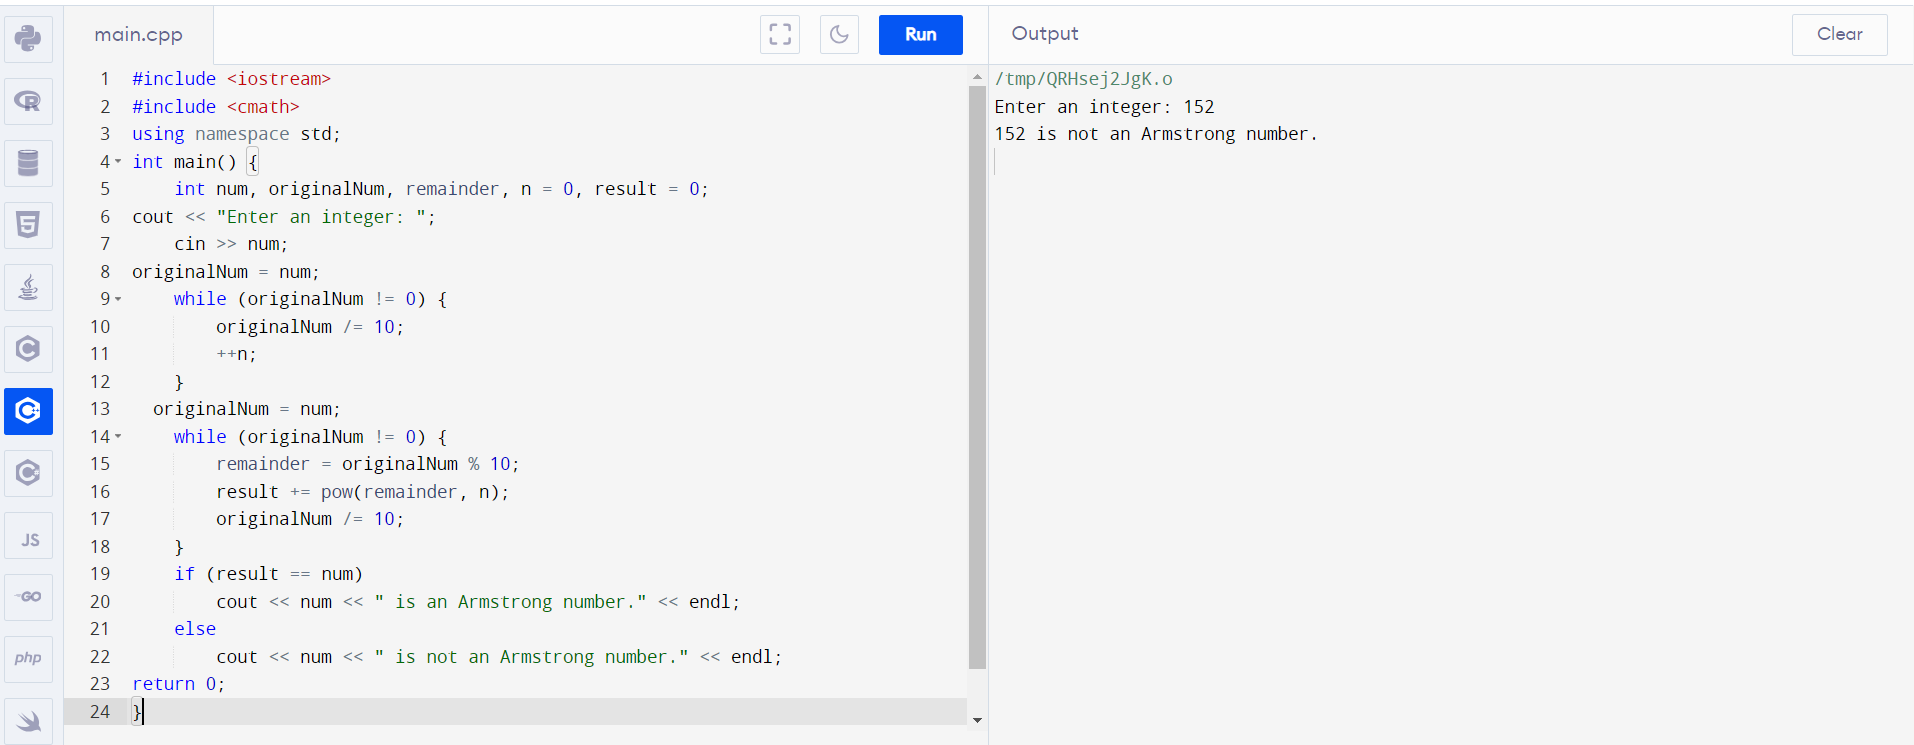 main.cpp
Run
Output
Clear
1 #include <iostream>
2 #include <cmath>
3 using namespace std;
4 int main() {
5     int num, originalNum, remainder, n = 0, result = 0;
6 cout << "Enter an integer: ";
7     cin >> num;
8 originalNum = num;
9     while (originalNum != 0) {
10         originalNum /= 10;
11         ++n;
12     }
13   originalNum = num;
14     while (originalNum != 0) {
15         remainder = originalNum % 10;
16         result += pow(remainder, n);
17         originalNum /= 10;
18     }
19     if (result == num)
20         cout << num << " is an Armstrong number." << endl;
21     else
22         cout << num << " is not an Armstrong number." << endl;
23 return 0;
24 }
/tmp/QRHsej2JgK.o
Enter an integer: 152
152 is not an Armstrong number.
R
5
C
C
C
JS
GO
php